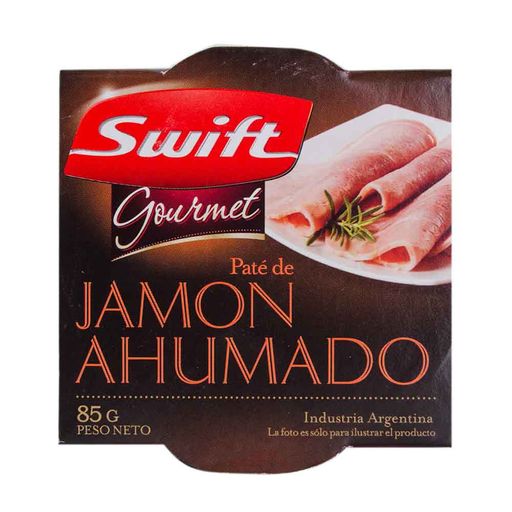 Swift
Gourmet
Paté de
JAMON
AHUMADO
85 G
PESO NETO
Industria Argentina
La foto es sólo para ilustrar el producto